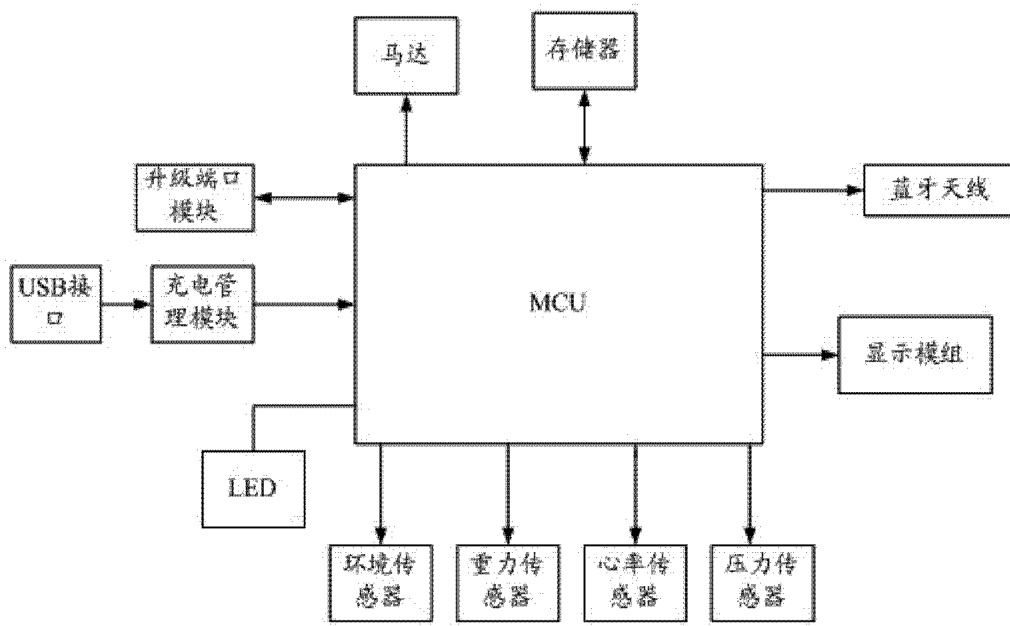 马达
存储器
升级端口
模块
蓝牙天线
USB接
口
充电管
理模块
MCU
显示模组
LED
环境传
感器
重力传
感器
心率传
感器
压力传
感器